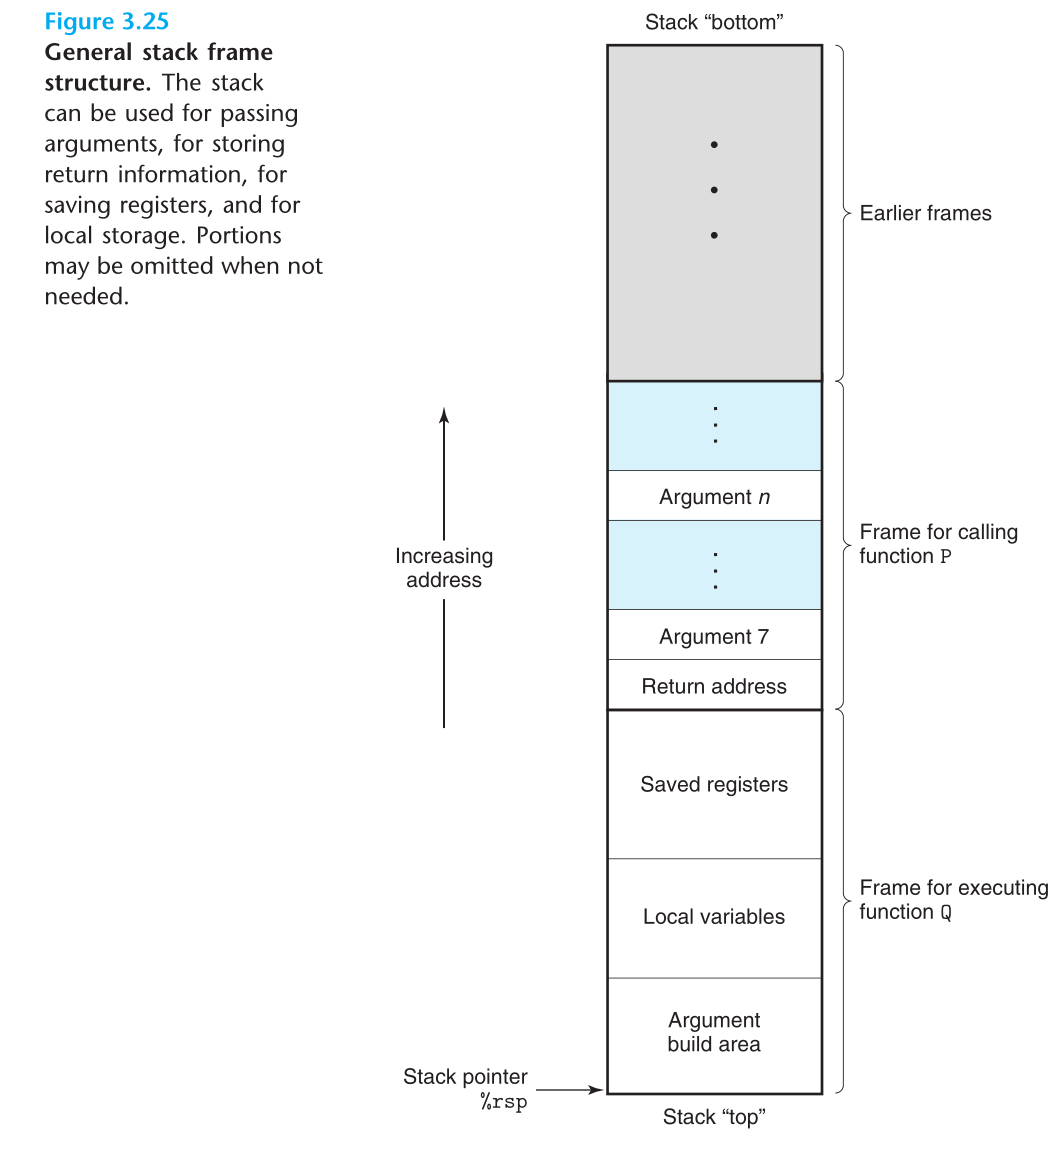 Figure 3.25
General stack frame
structure. The stack
can be used for passing
arguments, for storing
return information, for
saving registers, and for
local storage. Portions
may be omitted when not
needed.
Stack “bottom”
Earlier frames
Argument n
Frame for calling
function P
Increasing
address
Argument 7
Return address
Saved registers
Frame for executing
function Q
Local variables
Argument
build area
Stack pointer
%rsp
Stack “top”